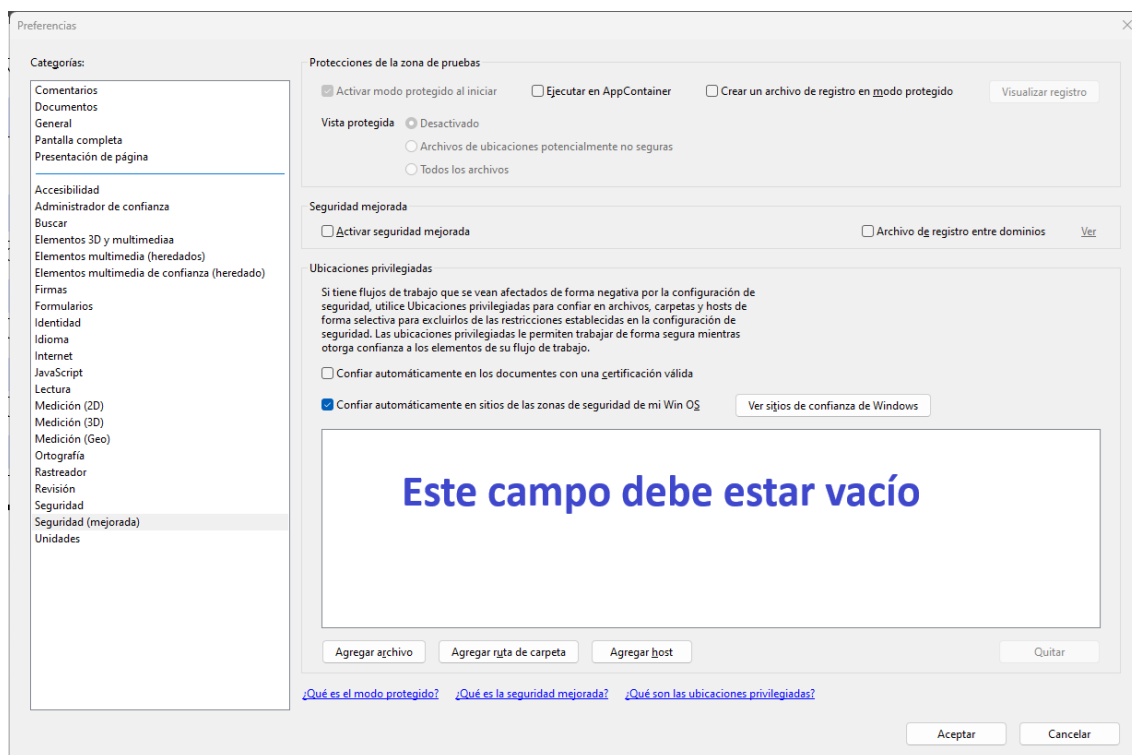 Preferencias
Categorías:
Comentarios
Documentos
General
Pantalla completa
Presentación de página
Accesibilidad
Administrador de confianza
Buscar
Elementos 3D y multimediaa
Elementos multimedia (heredados)
Elementos multimedia de confianza (heredado)
Firmas
Formularios
Identidad
Idioma
Internet
JavaScript
Lectura
Medición (2D)
Medición (3D)
Medición (Geo)
Ortografía
Rastreador
Revisión
Seguridad
Seguridad (mejorada)
Unidades
Protecciones de la zona de pruebas
Activar modo protegido al iniciar Ejecutar en AppContainer Crear un archivo de registro en modo protegido Visualizar registro
Vista protegida Desactivado
Archivos de ubicaciones potencialmente no seguras
Todos los archivos
Seguridad mejorada
Activar seguridad mejorada Archivo de registro entre dominios Ver
Ubicaciones privilegiadas
Si tiene flujos de trabajo que se vean afectados de forma negativa por la configuración de
seguridad, utilice Ubicaciones privilegiadas para confiar en archivos, carpetas y hosts de
forma selectiva para excluirlos de las restricciones establecidas en la configuración de
seguridad. Las ubicaciones privilegiadas le permiten trabajar de forma segura mientras
otorga confianza a los elementos de su flujo de trabajo.
Confiar automáticamente en los documentes con una certificación válida
Confiar automáticamente en sitios de las zonas de seguridad de mi Win OS Ver sitios de confianza de Windows
Este campo debe estar vacío
Agregar archivo Agregar ruta de carpeta Agregar host Quitar
¿Qué es el modo protegido? ¿Qué es la seguridad mejorada? ¿Qué son las ubicaciones privilegiadas?
Aceptar Cancelar